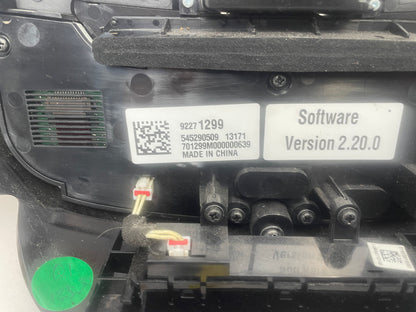 92271299
545290509 13171
701299M000000639
MADE IN CHINA
Software
Version 2.20.0